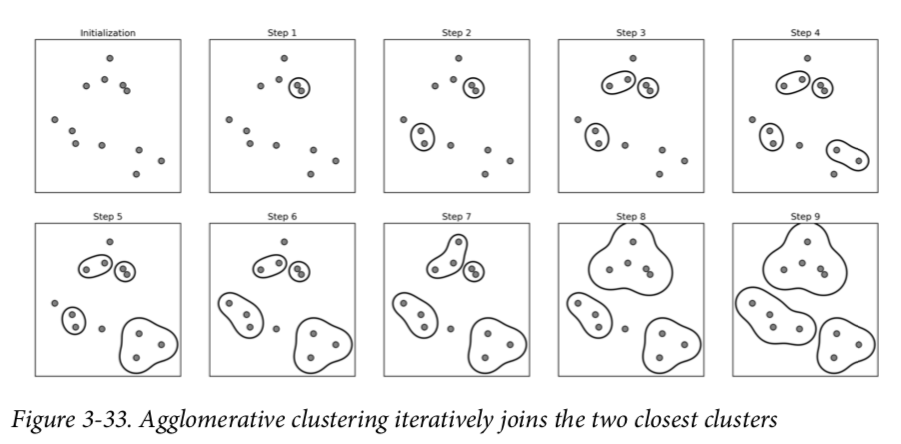 Initialization
Step 1
Step 2
Step 3
Step 4
Step 5
Step 6
Step 7
Step 8
Step 9
Figure 3-33. Agglomerative clustering iteratively joins the two closest clusters